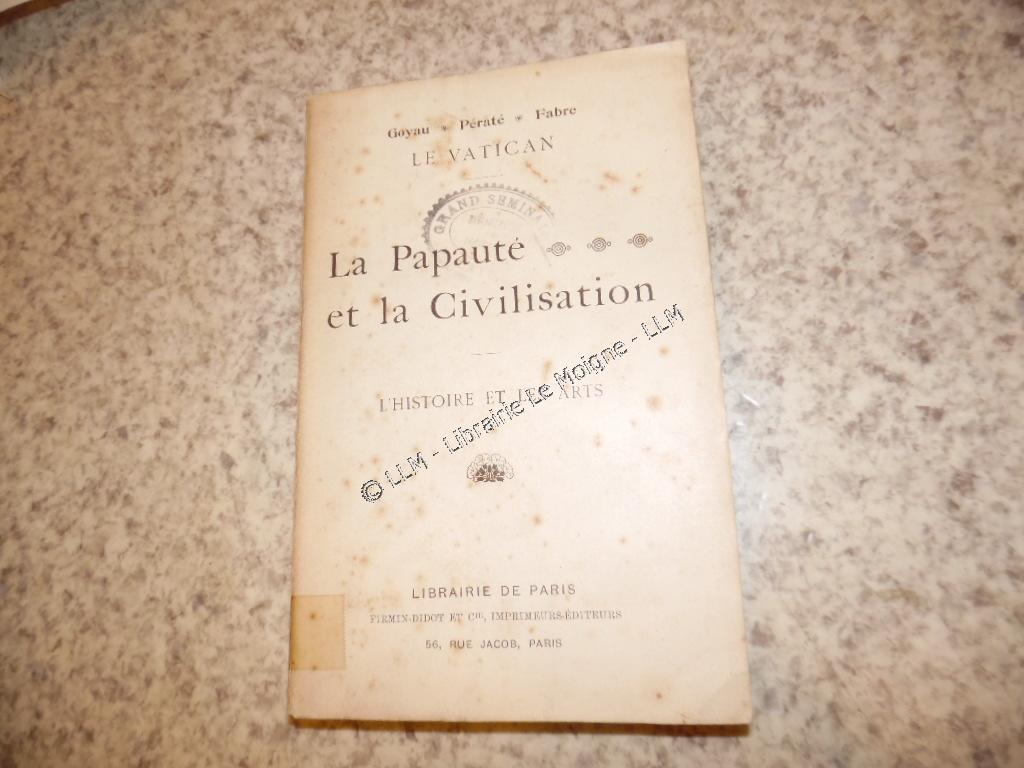 Goyau * Pératé * Fabre
LE VATICAN
GRAND SEMINA
La Papauté
et la Civilisation
L'HISTOIRE ET LES ARTS
© LLM - Librairie Le Moigne - LLM
LIBRAIRIE DE PARIS
FIRMIN-DIDOT ET Cie, IMPRIMEURS-ÉDITEURS
56, RUE JACOB, PARIS